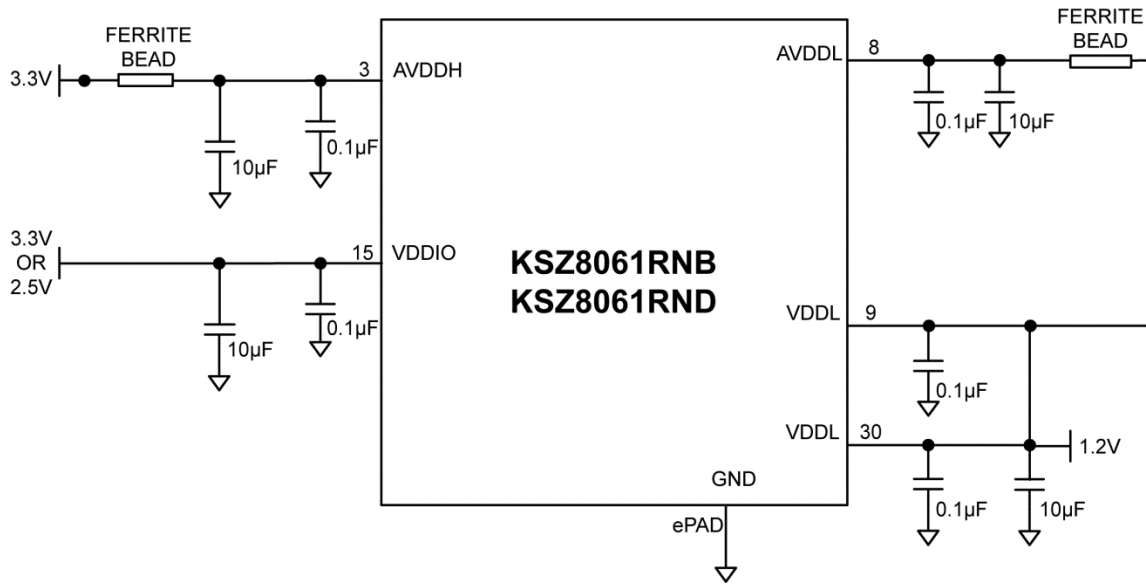 FERRITE
BEAD
3.3V
3
AVDDH
10µF
0.1µF
3.3V
OR
2.5V
15
VDDIO
10µF
0.1µF
KSZ8061RNB
KSZ8061RND
FERRITE
BEAD
AVDDL
8
0.1µF
10µF
VDDL
9
0.1µF
VDDL
30
1.2V
0.1µF
10µF
GND
ePAD